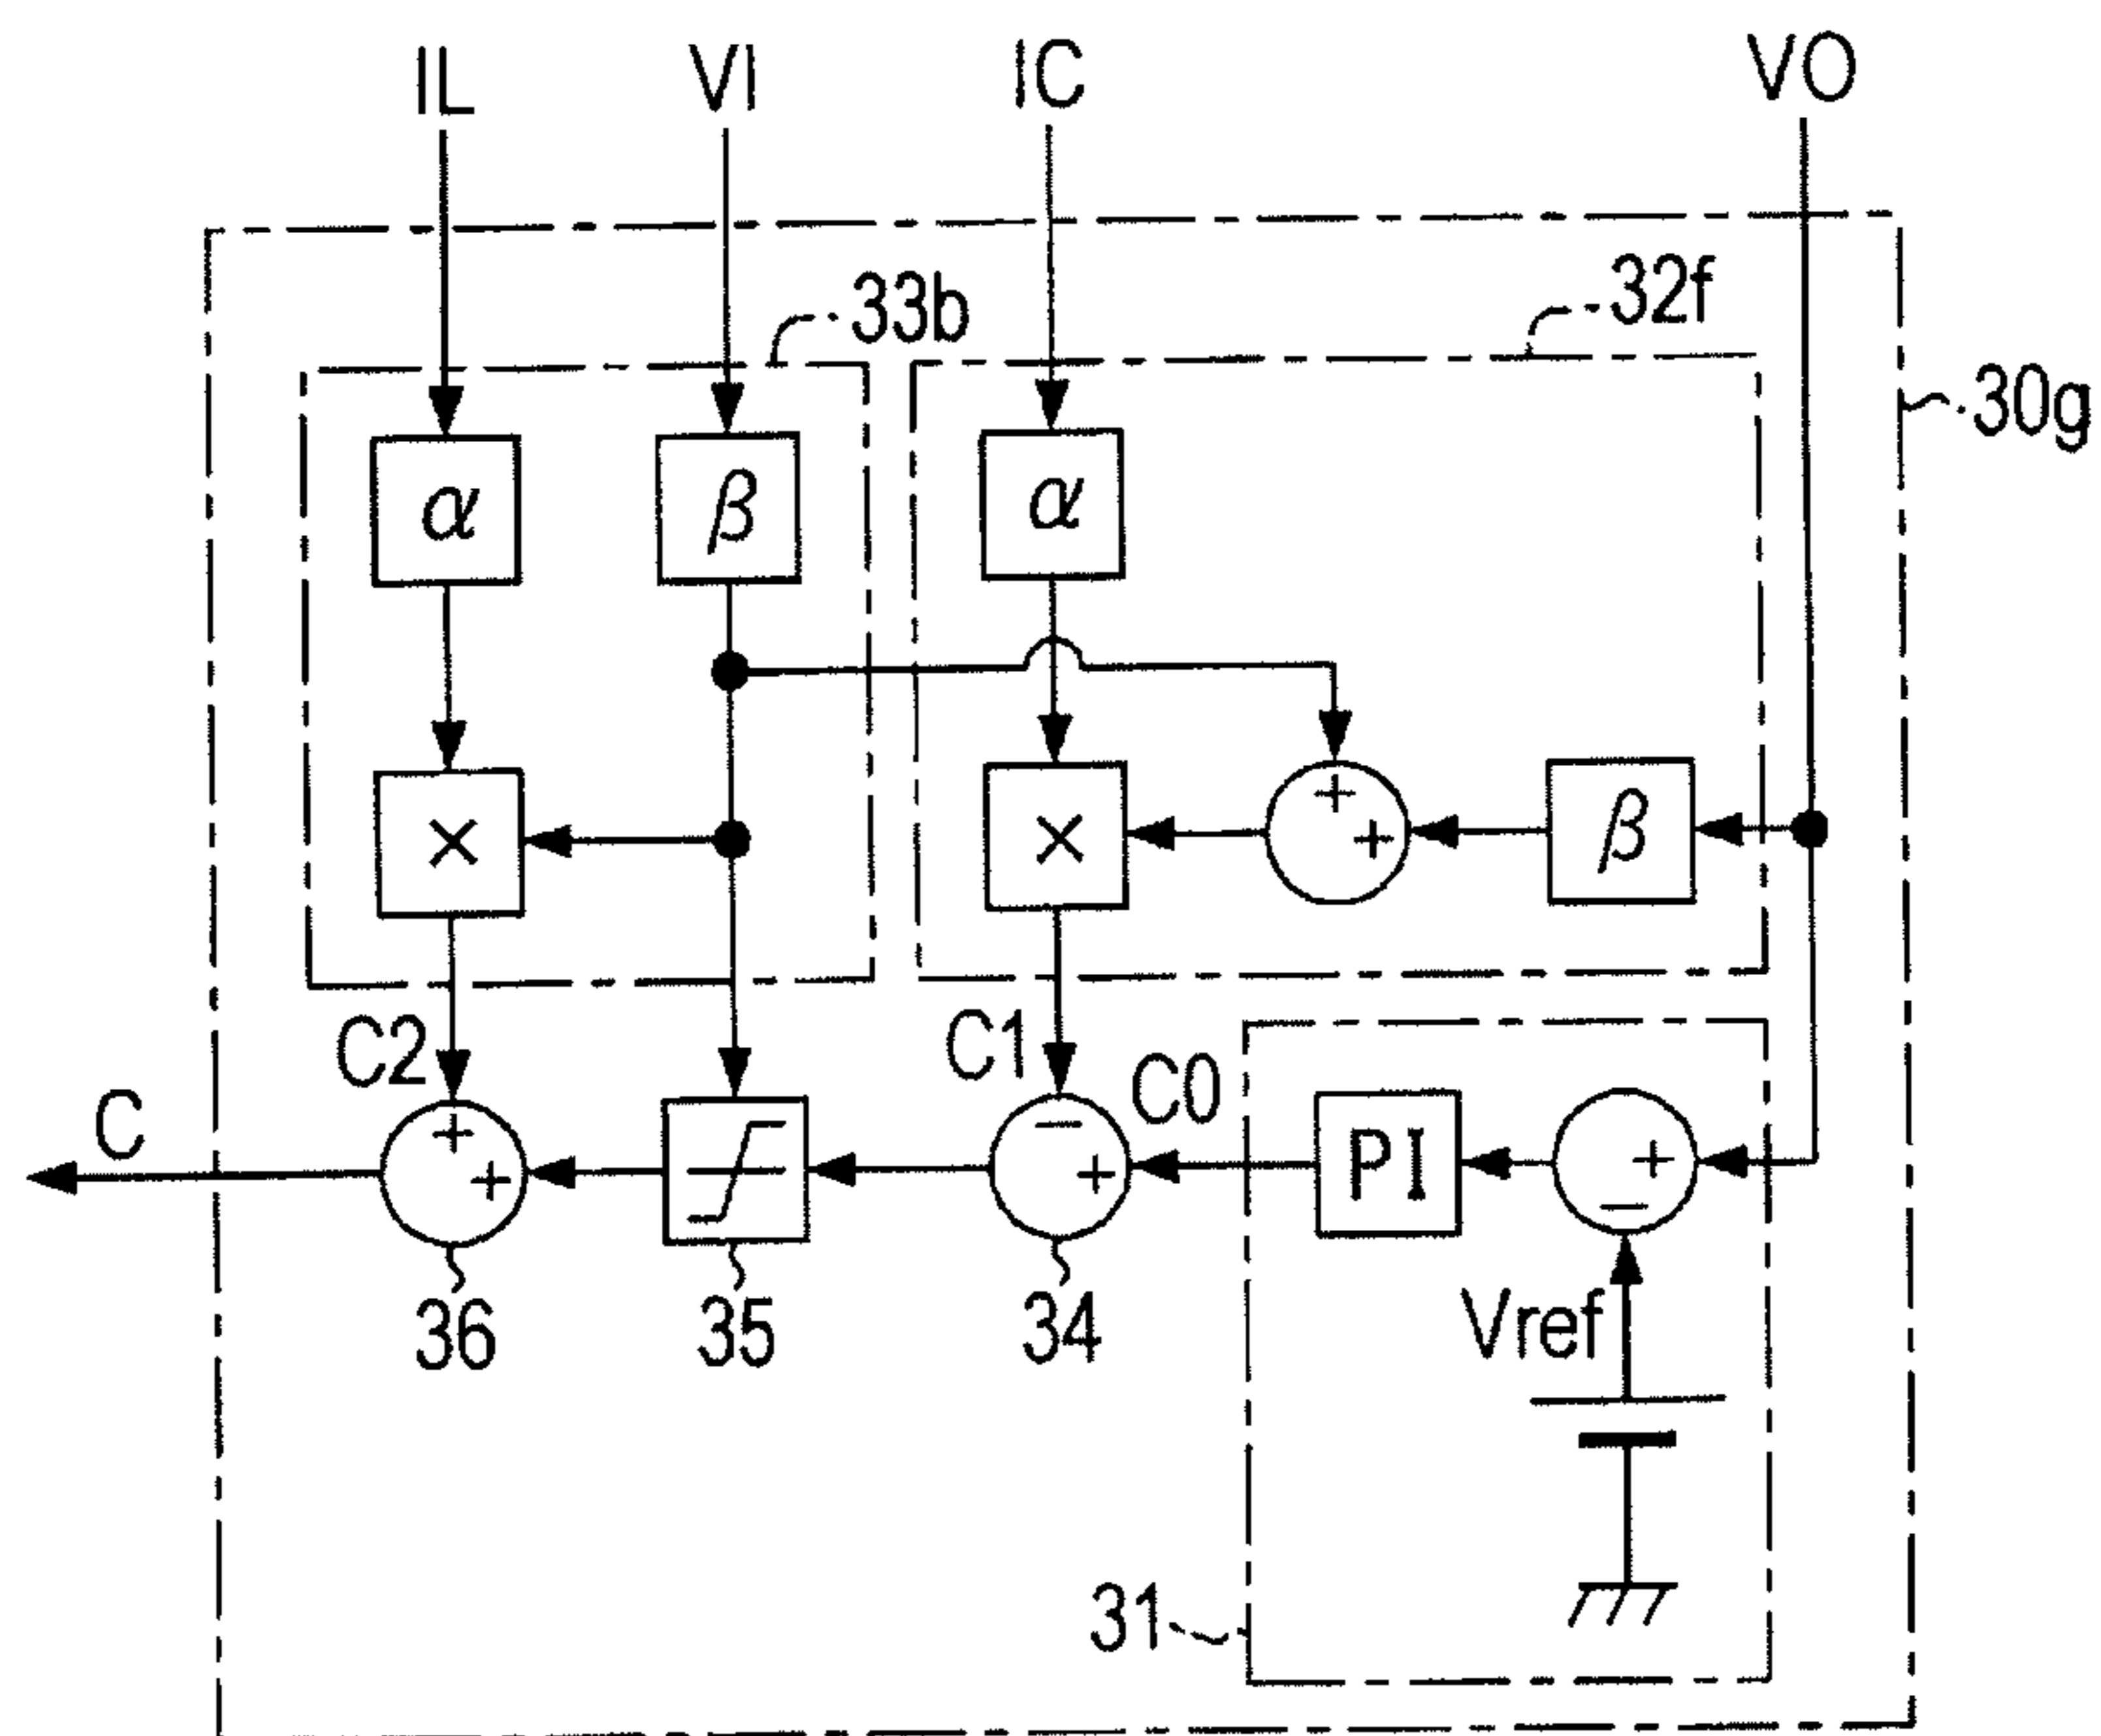 IL VI IC VO
33b 32f
30g
α β α
× × + + β
C2 C1 C0
C + + - + PI + -
36 35 34 Vref
31